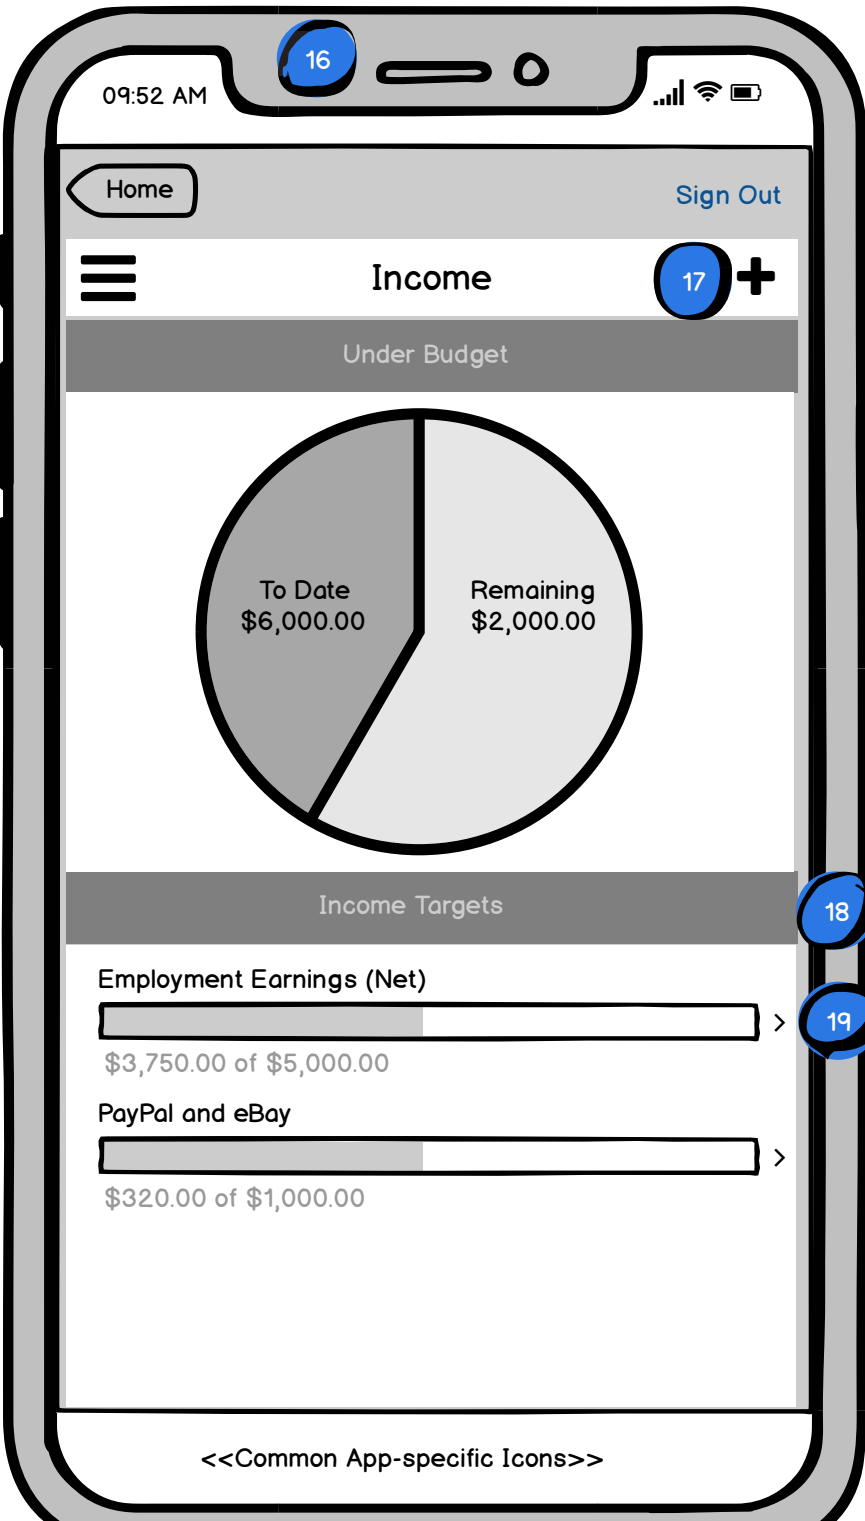 16
09:52 AM
Home
Sign Out
Income
17
Under Budget
To Date
$6,000.00
Remaining
$2,000.00
Income Targets
18
Employment Earnings (Net)
19
$3,750.00 of $5,000.00
PayPal and eBay
$320.00 of $1,000.00
<<Common App-specific Icons>>